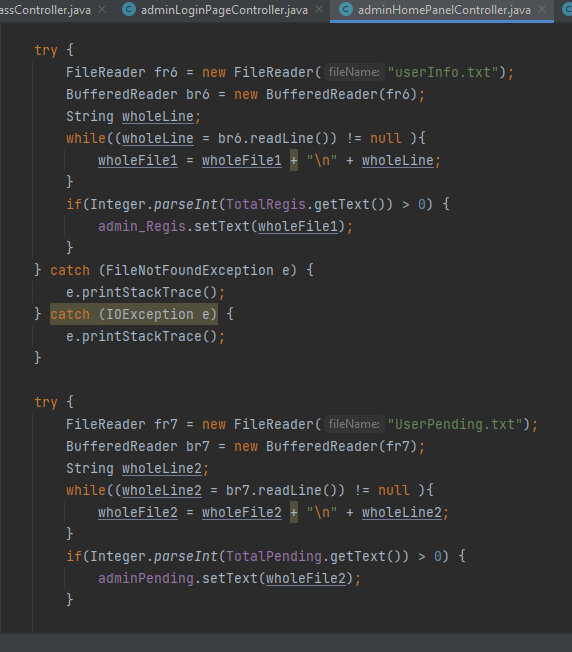 assController.java adminLoginPageController.java adminHomePanelController.java
try {
FileReader fr6 = new FileReader( fileName: "userInfo.txt");
BufferedReader br6 = new BufferedReader(fr6);
String wholeLine;
while((wholeLine = br6.readLine()) != null ){
wholeFile1 = wholeFile1 + "\n" + wholeLine;
}
if(Integer.parseInt(TotalRegis.getText()) > 0) {
admin_Regis.setText(wholeFile1);
}
} catch (FileNotFoundException e) {
e.printStackTrace();
} catch (IOException e) {
e.printStackTrace();
}
try {
FileReader fr7 = new FileReader( fileName: "UserPending.txt");
BufferedReader br7 = new BufferedReader(fr7);
String wholeLine2;
while((wholeLine2 = br7.readLine()) != null ){
wholeFile2 = wholeFile2 + "\n" + wholeLine2;
}
if(Integer.parseInt(TotalPending.getText()) > 0) {
adminPending.setText(wholeFile2);
}